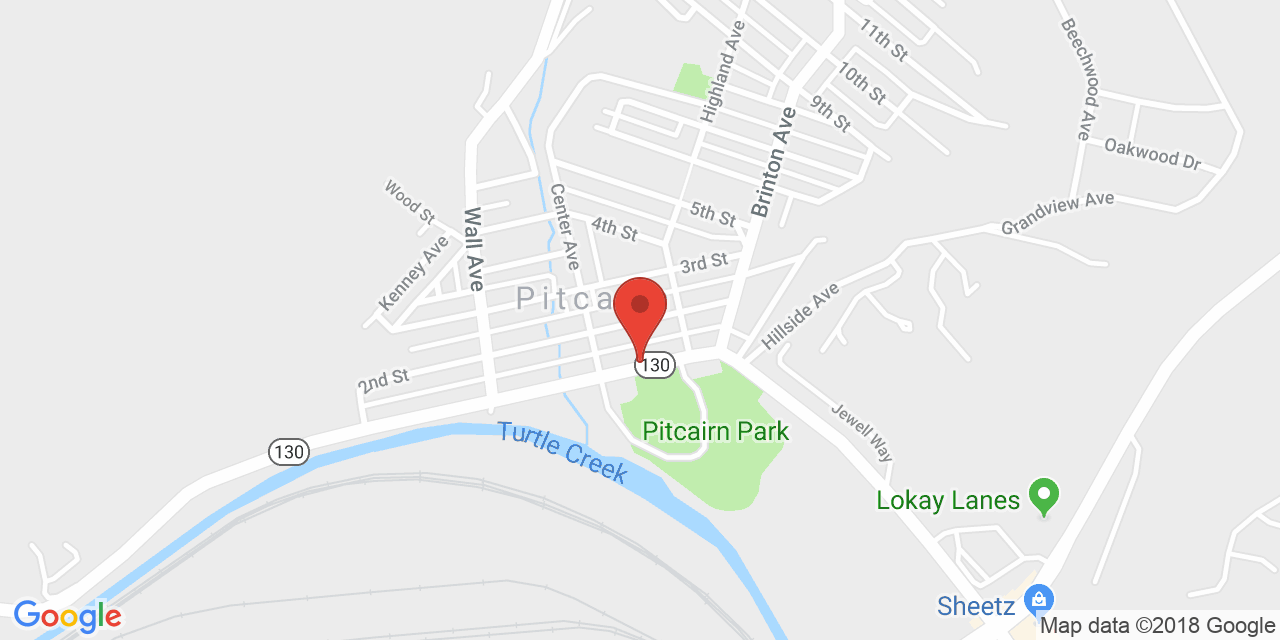 11th St
Beechwood Ave
Highland Ave
10th St
9th St
Oakwood Dr
Brinton Ave
Wood St
Center Ave
5th St
Grandview Ave
4th St
Wall Ave
Kenney Ave
3rd St
Pitca
Hillside Ave
130
2nd St
Jewell Way
Pitcairn Park
Turtle Creek
130
Lokay Lanes
Sheetz
Google
Map data ©2018 Google